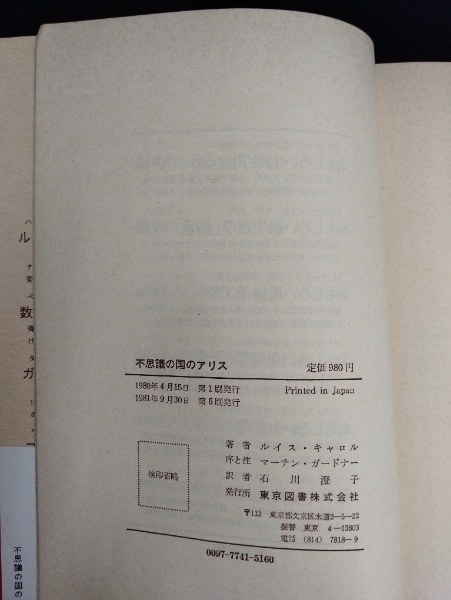 不思議の国のアリス 定価980円
1980年4月15日 第1刷発行 Printed in Japan
1981年9月30日 第6刷発行
著者 ルイス・キャロル
序と注 マーチン・ガードナー
訳者 石川澄子
発行所 東京図書株式会社
検印省略
〒112 東京都文京区水道2-5-22
振替 東京 4-13803
電話 (814) 7818-9
0097-7741-5160
不思議の国の